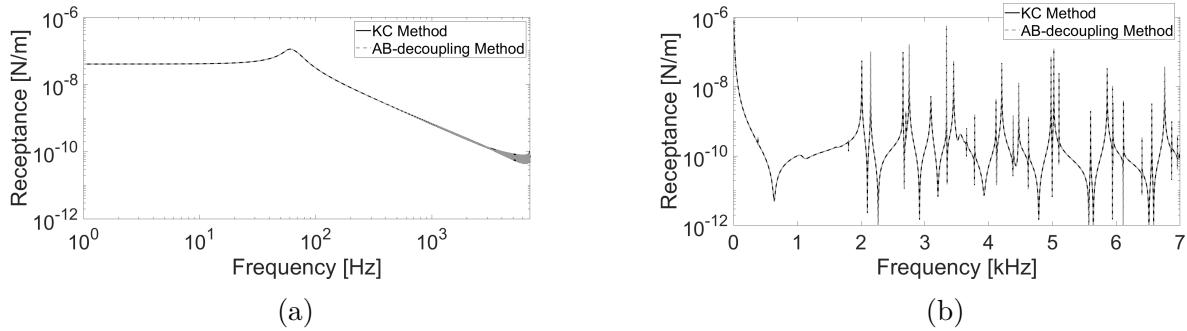 10^-6
10^-8
10^-10
10^-12
Receptance [N/m]
KC Method
AB-decoupling Method
10^0 10^1 10^2 10^3
Frequency [Hz]
(a)
10^-6
10^-8
10^-10
10^-12
Receptance [N/m]
KC Method
AB-decoupling Method
0 1 2 3 4 5 6 7
Frequency [kHz]
(b)